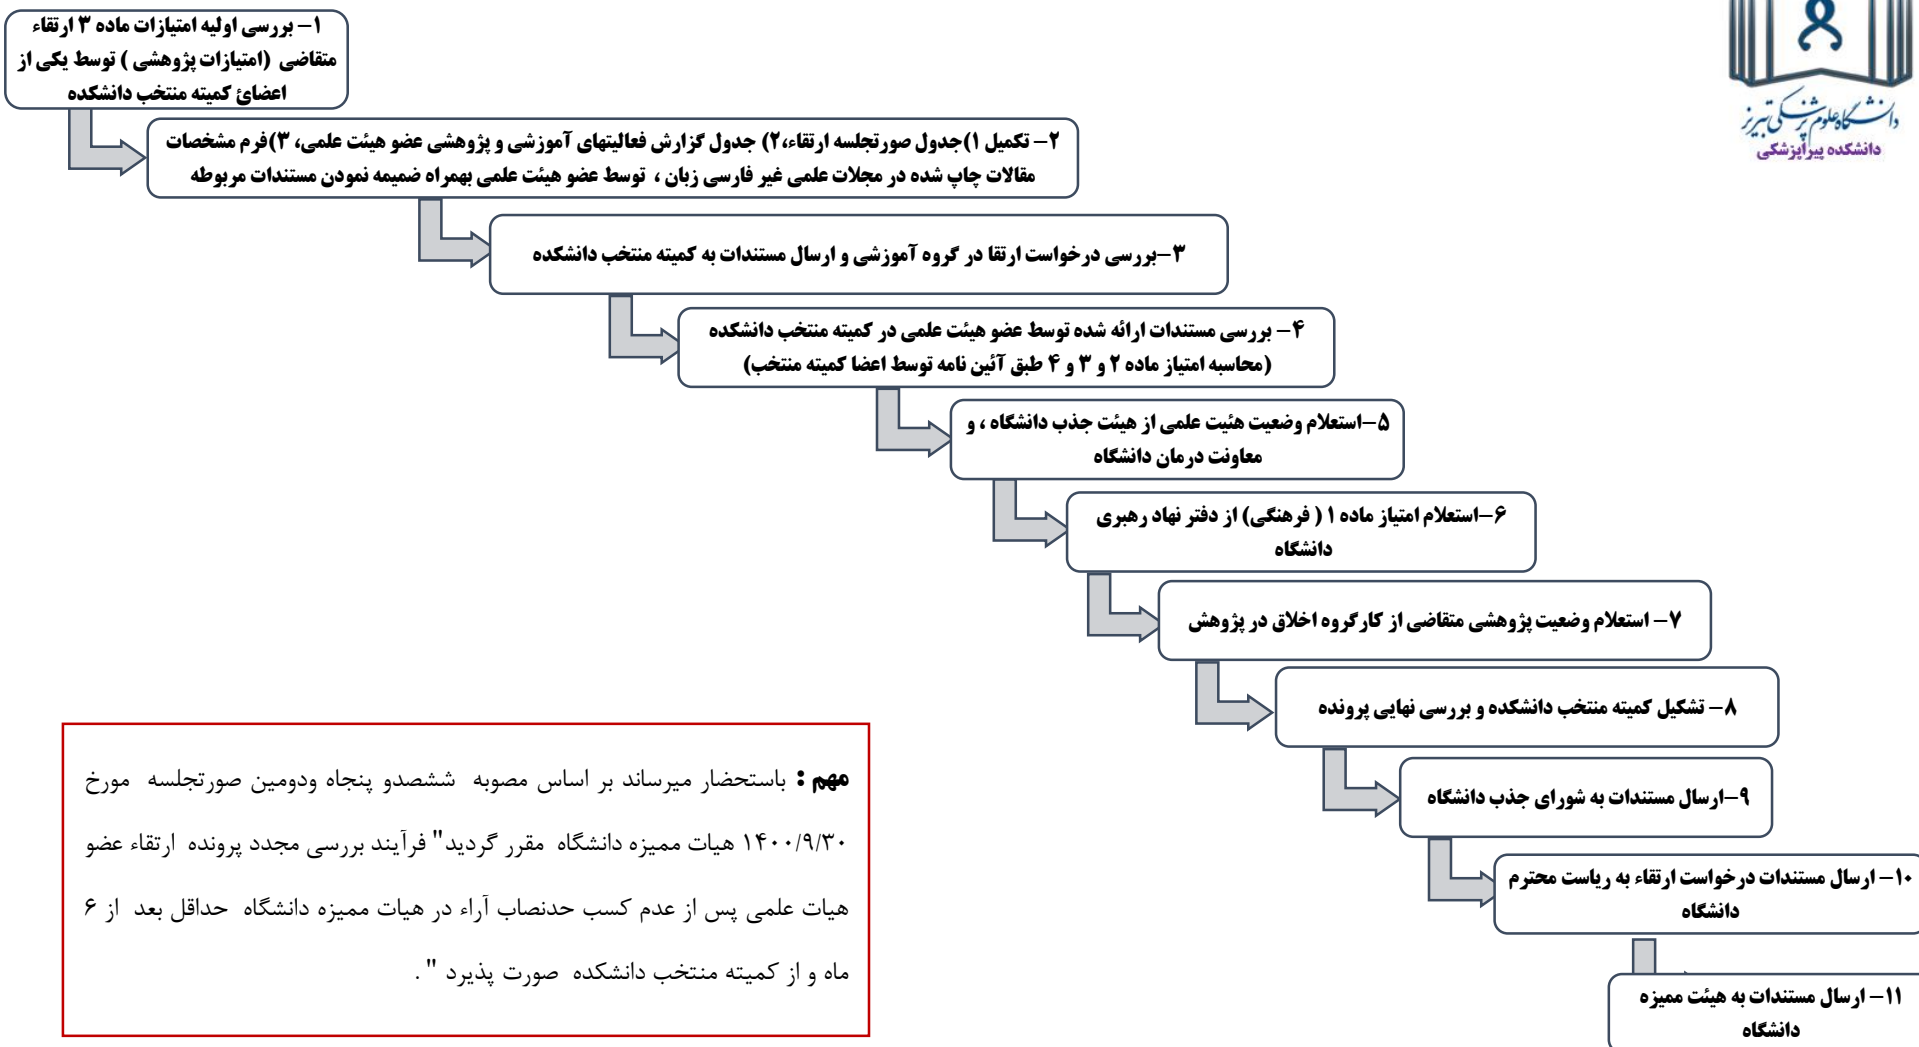 دانشگاه علوم پزشکی تبریز
دانشکده پیراپزشکی
۱- بررسی اولیه امتیازات ماده ۳ ارتقاء
متقاضی (امتیازات پژوهشی ) توسط یکی از
اعضائ کمیته منتخب دانشکده
۲- تکمیل ۱)جدول صورتجلسه ارتقاء،۲) جدول گزارش فعالیتهای آموزشی و پژوهشی عضو هیئت علمی، ۳)فرم مشخصات
مقالات چاپ شده در مجلات علمی غیر فارسی زبان ، توسط عضو هیئت علمی بهمراه ضمیمه نمودن مستندات مربوطه
۳-بررسی درخواست ارتقا در گروه آموزشی و ارسال مستندات به کمیته منتخب دانشکده
۴- بررسی مستندات ارائه شده توسط عضو هیئت علمی در کمیته منتخب دانشکده
(محاسبه امتیاز ماده ۲ و ۳ و ۴ طبق آئین نامه توسط اعضا کمیته منتخب)
۵-استعلام وضعیت هئیت علمی از هیئت جذب دانشگاه ، و
معاونت درمان دانشگاه
۶-استعلام امتیاز ماده ۱ ( فرهنگی) از دفتر نهاد رهبری
دانشگاه
۷- استعلام وضعیت پژوهشی متقاضی از کارگروه اخلاق در پژوهش
۸- تشکیل کمیته منتخب دانشکده و بررسی نهایی پرونده
۹-ارسال مستندات به شورای جذب دانشگاه
۱۰- ارسال مستندات درخواست ارتقاء به ریاست محترم
دانشگاه
۱۱- ارسال مستندات به هیئت ممیزه
دانشگاه
مهم : باستحضار میرساند بر اساس مصوبه ششصدو پنجاه ودومین صورتجلسه مورخ
۱۴۰۰/۹/۳۰ هیات ممیزه دانشگاه مقرر گردید" فرآیند بررسی مجدد پرونده ارتقاء عضو
هیات علمی پس از عدم کسب حدنصاب آراء در هیات ممیزه دانشگاه حداقل بعد از ۶
ماه و از کمیته منتخب دانشکده صورت پذیرد " .